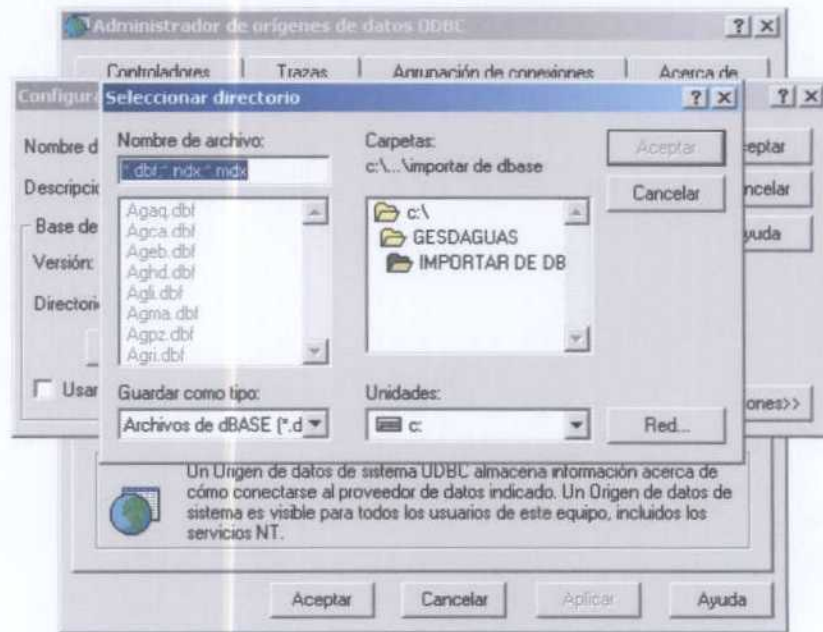 Administrador de orígenes de datos ODBC
Controladores Trazas Agrupación de conexiones Acerca de
Configura
Seleccionar directorio
Nombre d
Nombre de archivo:
*.dbf;*.ndx;*.mdx
Carpetas:
c:\...\importar de dbase
Aceptar
Cancelar
eptar
ncelar
yuda
Descripció
Base de
Versión:
Directorio
Usar
Agaq.dbf
Agca.dbf
Ageb.dbf
Aghd.dbf
Agli.dbf
Agma.dbf
Agpz.dbf
Agri.dbf
c:\
GESDAGUAS
IMPORTAR DE DB
Guardar como tipo:
Archivos de dBASE (*.d
Unidades:
c:
Red...
ones>>
Un Origen de datos de sistema ODBC almacena información acerca de
cómo conectarse al proveedor de datos indicado. Un Origen de datos de
sistema es visible para todos los usuarios de este equipo, incluidos los
servicios NT.
Aceptar Cancelar Aplicar Ayuda